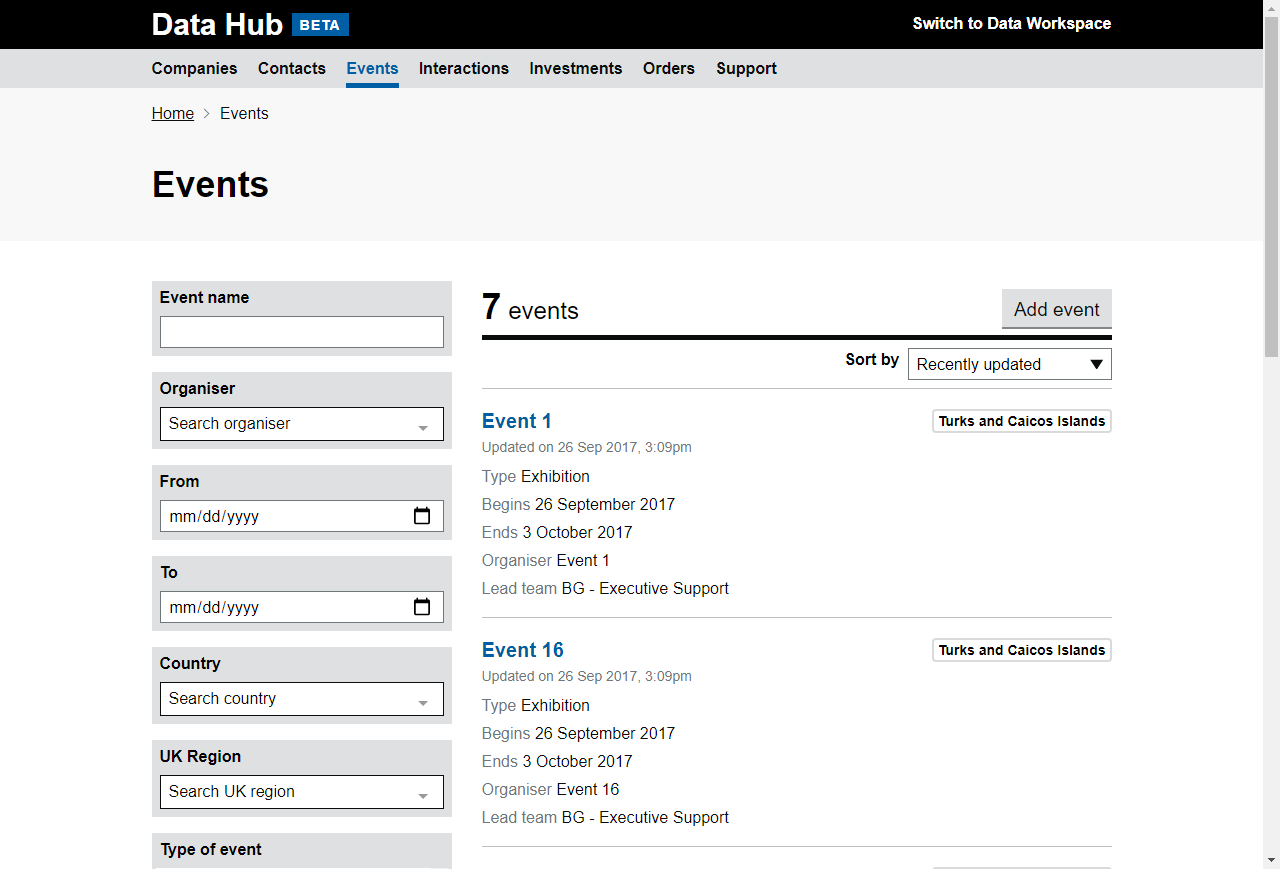 Data Hub BETA
Switch to Data Workspace
Companies Contacts Events Interactions Investments Orders Support
Home Events
Events
Event name
Organiser
Search organiser
From
mm/dd/yyyy
To
mm/dd/yyyy
Country
Search country
UK Region
Search UK region
Type of event
7 events
Add event
Sort by Recently updated
Event 1
Turks and Caicos Islands
Updated on 26 Sep 2017, 3:09pm
Type Exhibition
Begins 26 September 2017
Ends 3 October 2017
Organiser Event 1
Lead team BG - Executive Support
Event 16
Turks and Caicos Islands
Updated on 26 Sep 2017, 3:09pm
Type Exhibition
Begins 26 September 2017
Ends 3 October 2017
Organiser Event 16
Lead team BG - Executive Support